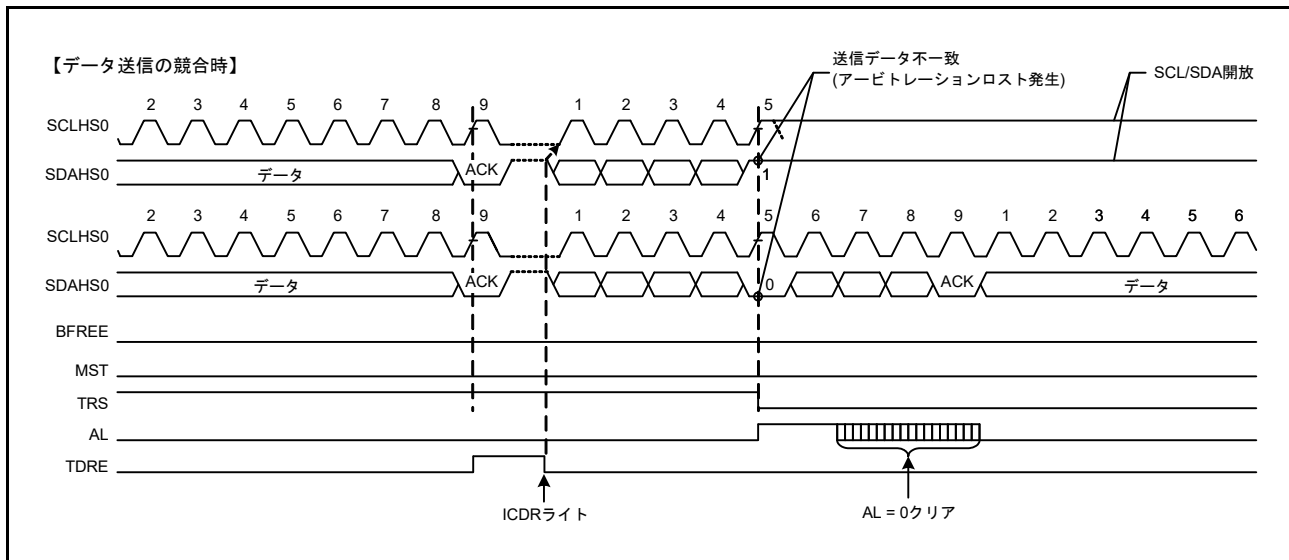 【データ送信の競合時】
送信データ不一致
(アービトレーションロスト発生)
SCL/SDA開放
2 3 4 5 6 7 8 9 1 2 3 4 5
SCLHS0
SDAHS0 データ ACK 1
2 3 4 5 6 7 8 9 1 2 3 4 5 6 7 8 9 1 2 3 4 5 6
SCLHS0
SDAHS0 データ ACK 0 ACK データ
BFREE
MST
TRS
AL
TDRE
ICDRライト
AL = 0クリア